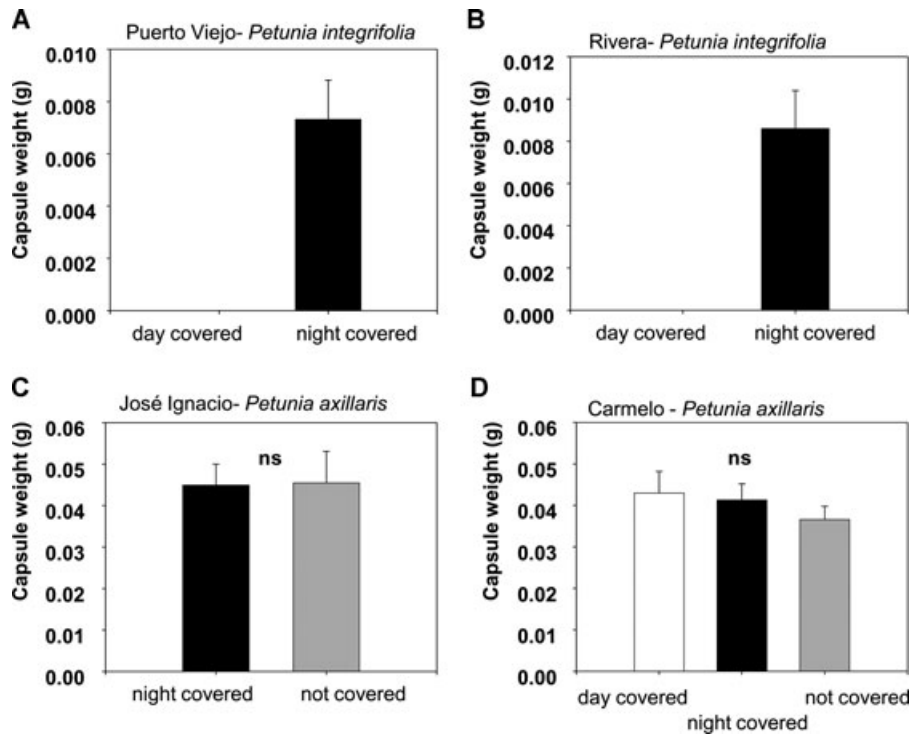 A
Puerto Viejo- Petunia integrifolia
Capsule weight (g)
0.010
0.008
0.006
0.004
0.002
0.000
day covered night covered
B
Rivera- Petunia integrifolia
Capsule weight (g)
0.012
0.010
0.008
0.006
0.004
0.002
0.000
day covered night covered
C
José Ignacio- Petunia axillaris
Capsule weight (g)
0.06
0.05
0.04
0.03
0.02
0.01
0.00
ns
night covered not covered
D
Carmelo - Petunia axillaris
Capsule weight (g)
0.06
0.05
0.04
0.03
0.02
0.01
0.00
ns
day covered not covered
night covered